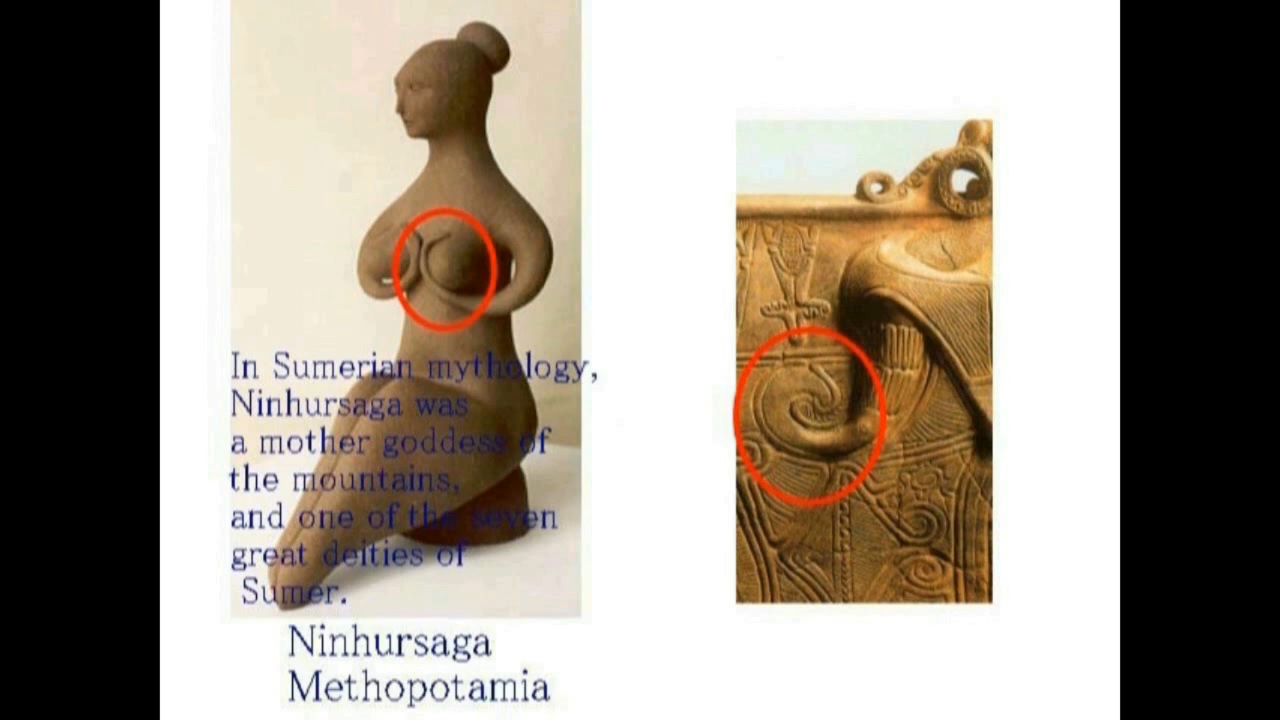 In Sumerian mythology,
Ninhursaga was
a mother goddess of
the mountains,
and one of the seven
great deities of
Sumer.
Ninhursaga
Methopotamia